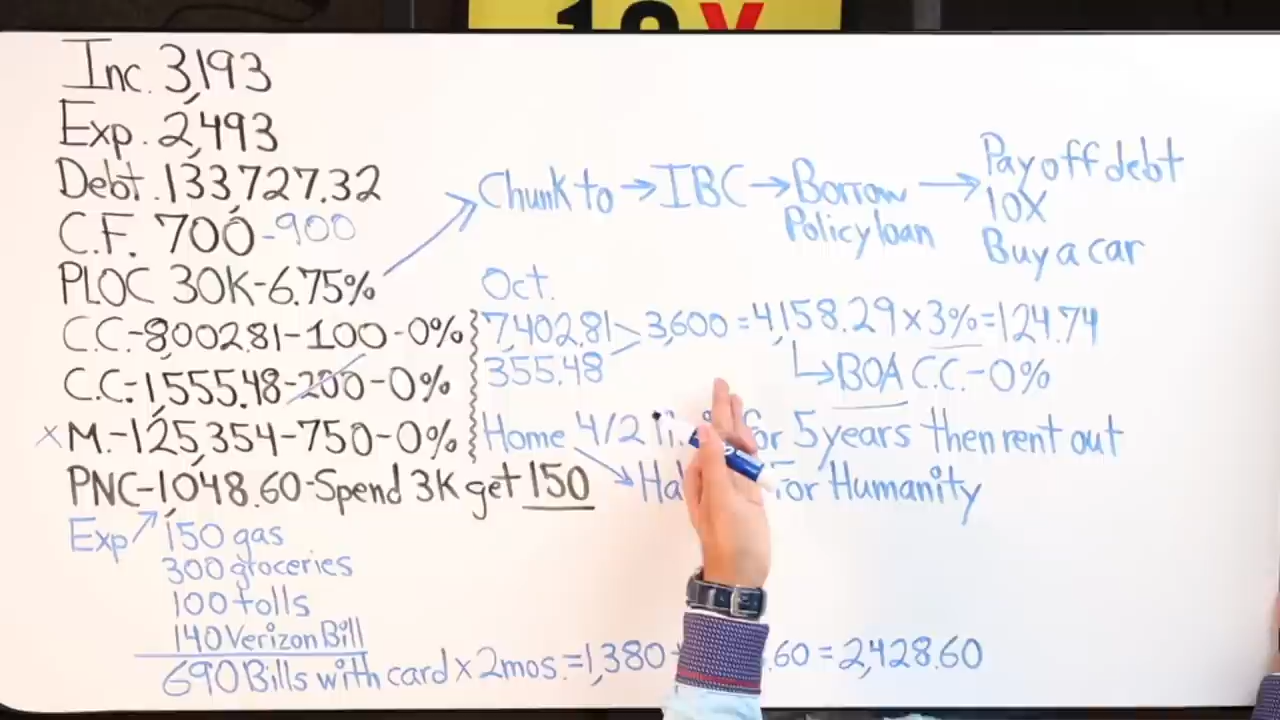 Inc. 3,193
Exp. 2,493
Debt. 133,727.32
C.F. 700-900
PLOC 30K-6.75%
C.C.-8,002.81-100-0%
C.C.-1,555.48-200-0%
X M.-125,354-750-0%
PNC-1,048.60-Spend 3K get 150
Exp 150 gas
300 groceries
100 tolls
140 Verizon Bill
690 Bills with card x 2mos.=1,380 .60=2,428.60
Chunk to → IBC → Borrow Policy loan → Pay off debt
10X
Buy a car
Oct.
7,402.81 3,600=4,158.29x3%=124.74
355.48
BOA C.C.-0%
Home 4/2 5 years then rent out
For Humanity